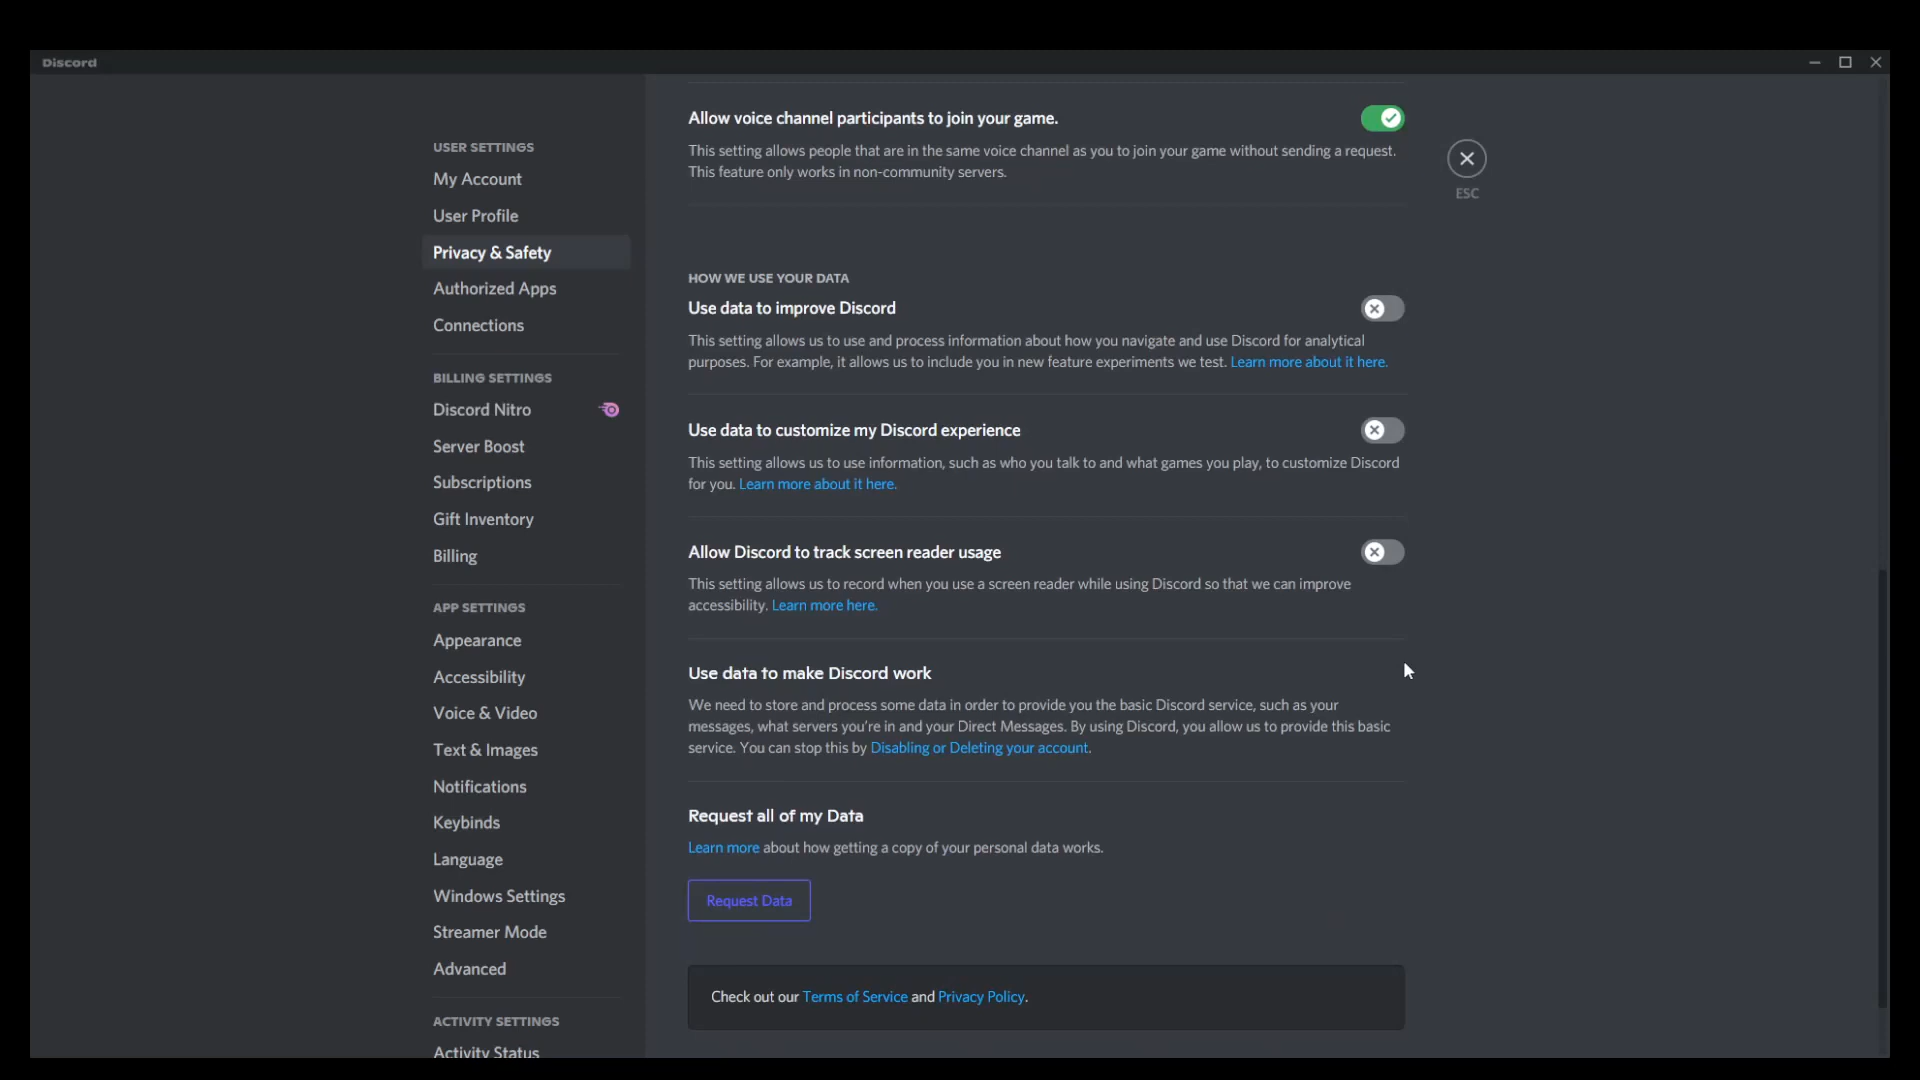 Discord
USER SETTINGS
My Account
User Profile
Privacy & Safety
Authorized Apps
Connections
BILLING SETTINGS
Discord Nitro
Server Boost
Subscriptions
Gift Inventory
Billing
APP SETTINGS
Appearance
Accessibility
Voice & Video
Text & Images
Notifications
Keybinds
Language
Windows Settings
Streamer Mode
Advanced
ACTIVITY SETTINGS
Activity Status
Allow voice channel participants to join your game.
This setting allows people that are in the same voice channel as you to join your game without sending a request.
This feature only works in non-community servers.
ESC
HOW WE USE YOUR DATA
Use data to improve Discord
This setting allows us to use and process information about how you navigate and use Discord for analytical
purposes. For example, it allows us to include you in new feature experiments we test. Learn more about it here.
Use data to customize my Discord experience
This setting allows us to use information, such as who you talk to and what games you play, to customize Discord
for you. Learn more about it here.
Allow Discord to track screen reader usage
This setting allows us to record when you use a screen reader while using Discord so that we can improve
accessibility. Learn more here.
Use data to make Discord work
We need to store and process some data in order to provide you the basic Discord service, such as your
messages, what servers you're in and your Direct Messages. By using Discord, you allow us to provide this basic
service. You can stop this by Disabling or Deleting your account.
Request all of my Data
Learn more about how getting a copy of your personal data works.
Request Data
Check out our Terms of Service and Privacy Policy.